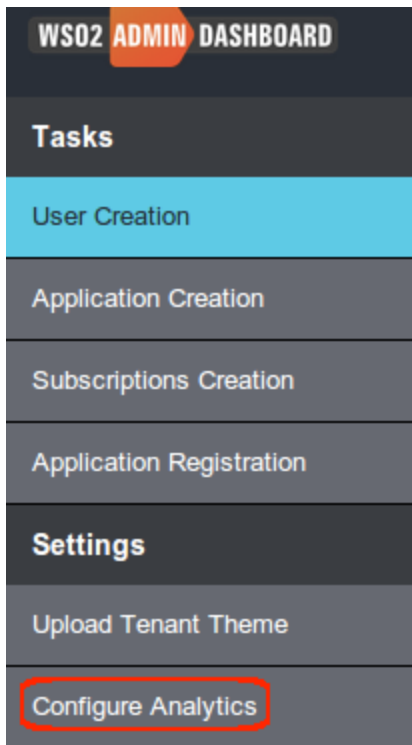 WSO2 ADMIN DASHBOARD
Tasks
User Creation
Application Creation
Subscriptions Creation
Application Registration
Settings
Upload Tenant Theme
Configure Analytics